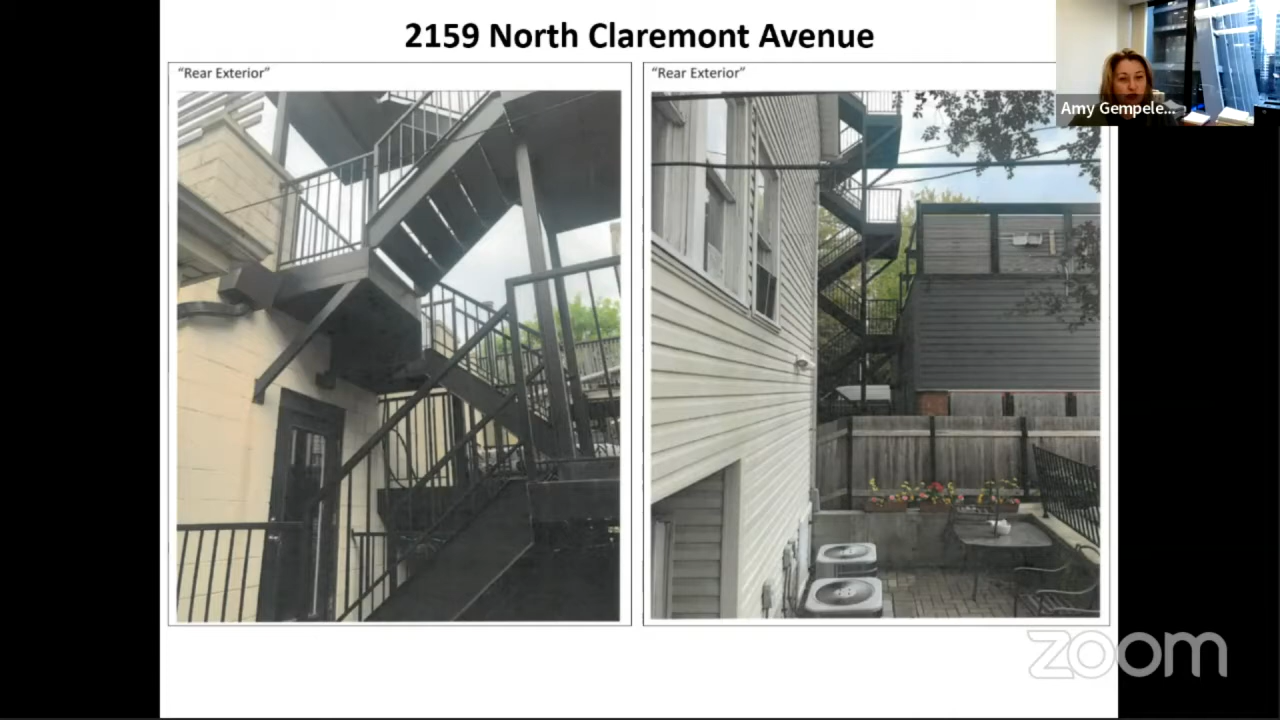 2159 North Claremont Avenue
"Rear Exterior"
"Rear Exterior"
Amy Gempele...
zoom